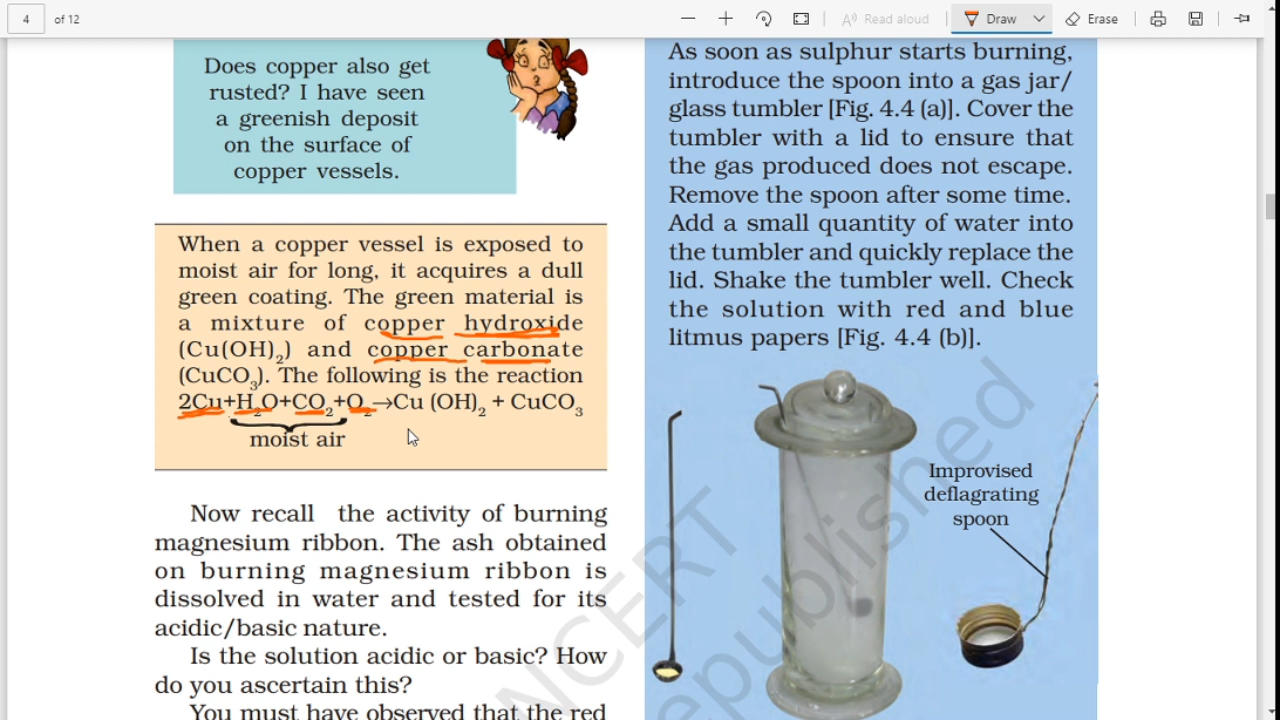 4
of 12
Read aloud
Draw
Erase
Does copper also get
rusted? I have seen
a greenish deposit
on the surface of
copper vessels.
When a copper vessel is exposed to
moist air for long, it acquires a dull
green coating. The green material is
a mixture of copper hydroxide
(Cu(OH)₂) and copper carbonate
(CuCO₃). The following is the reaction
2Cu+H₂O+CO₂+O₂→Cu (OH)₂ + CuCO₃
moist air
Now recall the activity of burning
magnesium ribbon. The ash obtained
on burning magnesium ribbon is
dissolved in water and tested for its
acidic/basic nature.
Is the solution acidic or basic? How
do you ascertain this?
You must have observed that the red
As soon as sulphur starts burning,
introduce the spoon into a gas jar/
glass tumbler [Fig. 4.4 (a)]. Cover the
tumbler with a lid to ensure that
the gas produced does not escape.
Remove the spoon after some time.
Add a small quantity of water into
the tumbler and quickly replace the
lid. Shake the tumbler well. Check
the solution with red and blue
litmus papers [Fig. 4.4 (b)].
Improvised
deflagrating
spoon
NCERT
republished